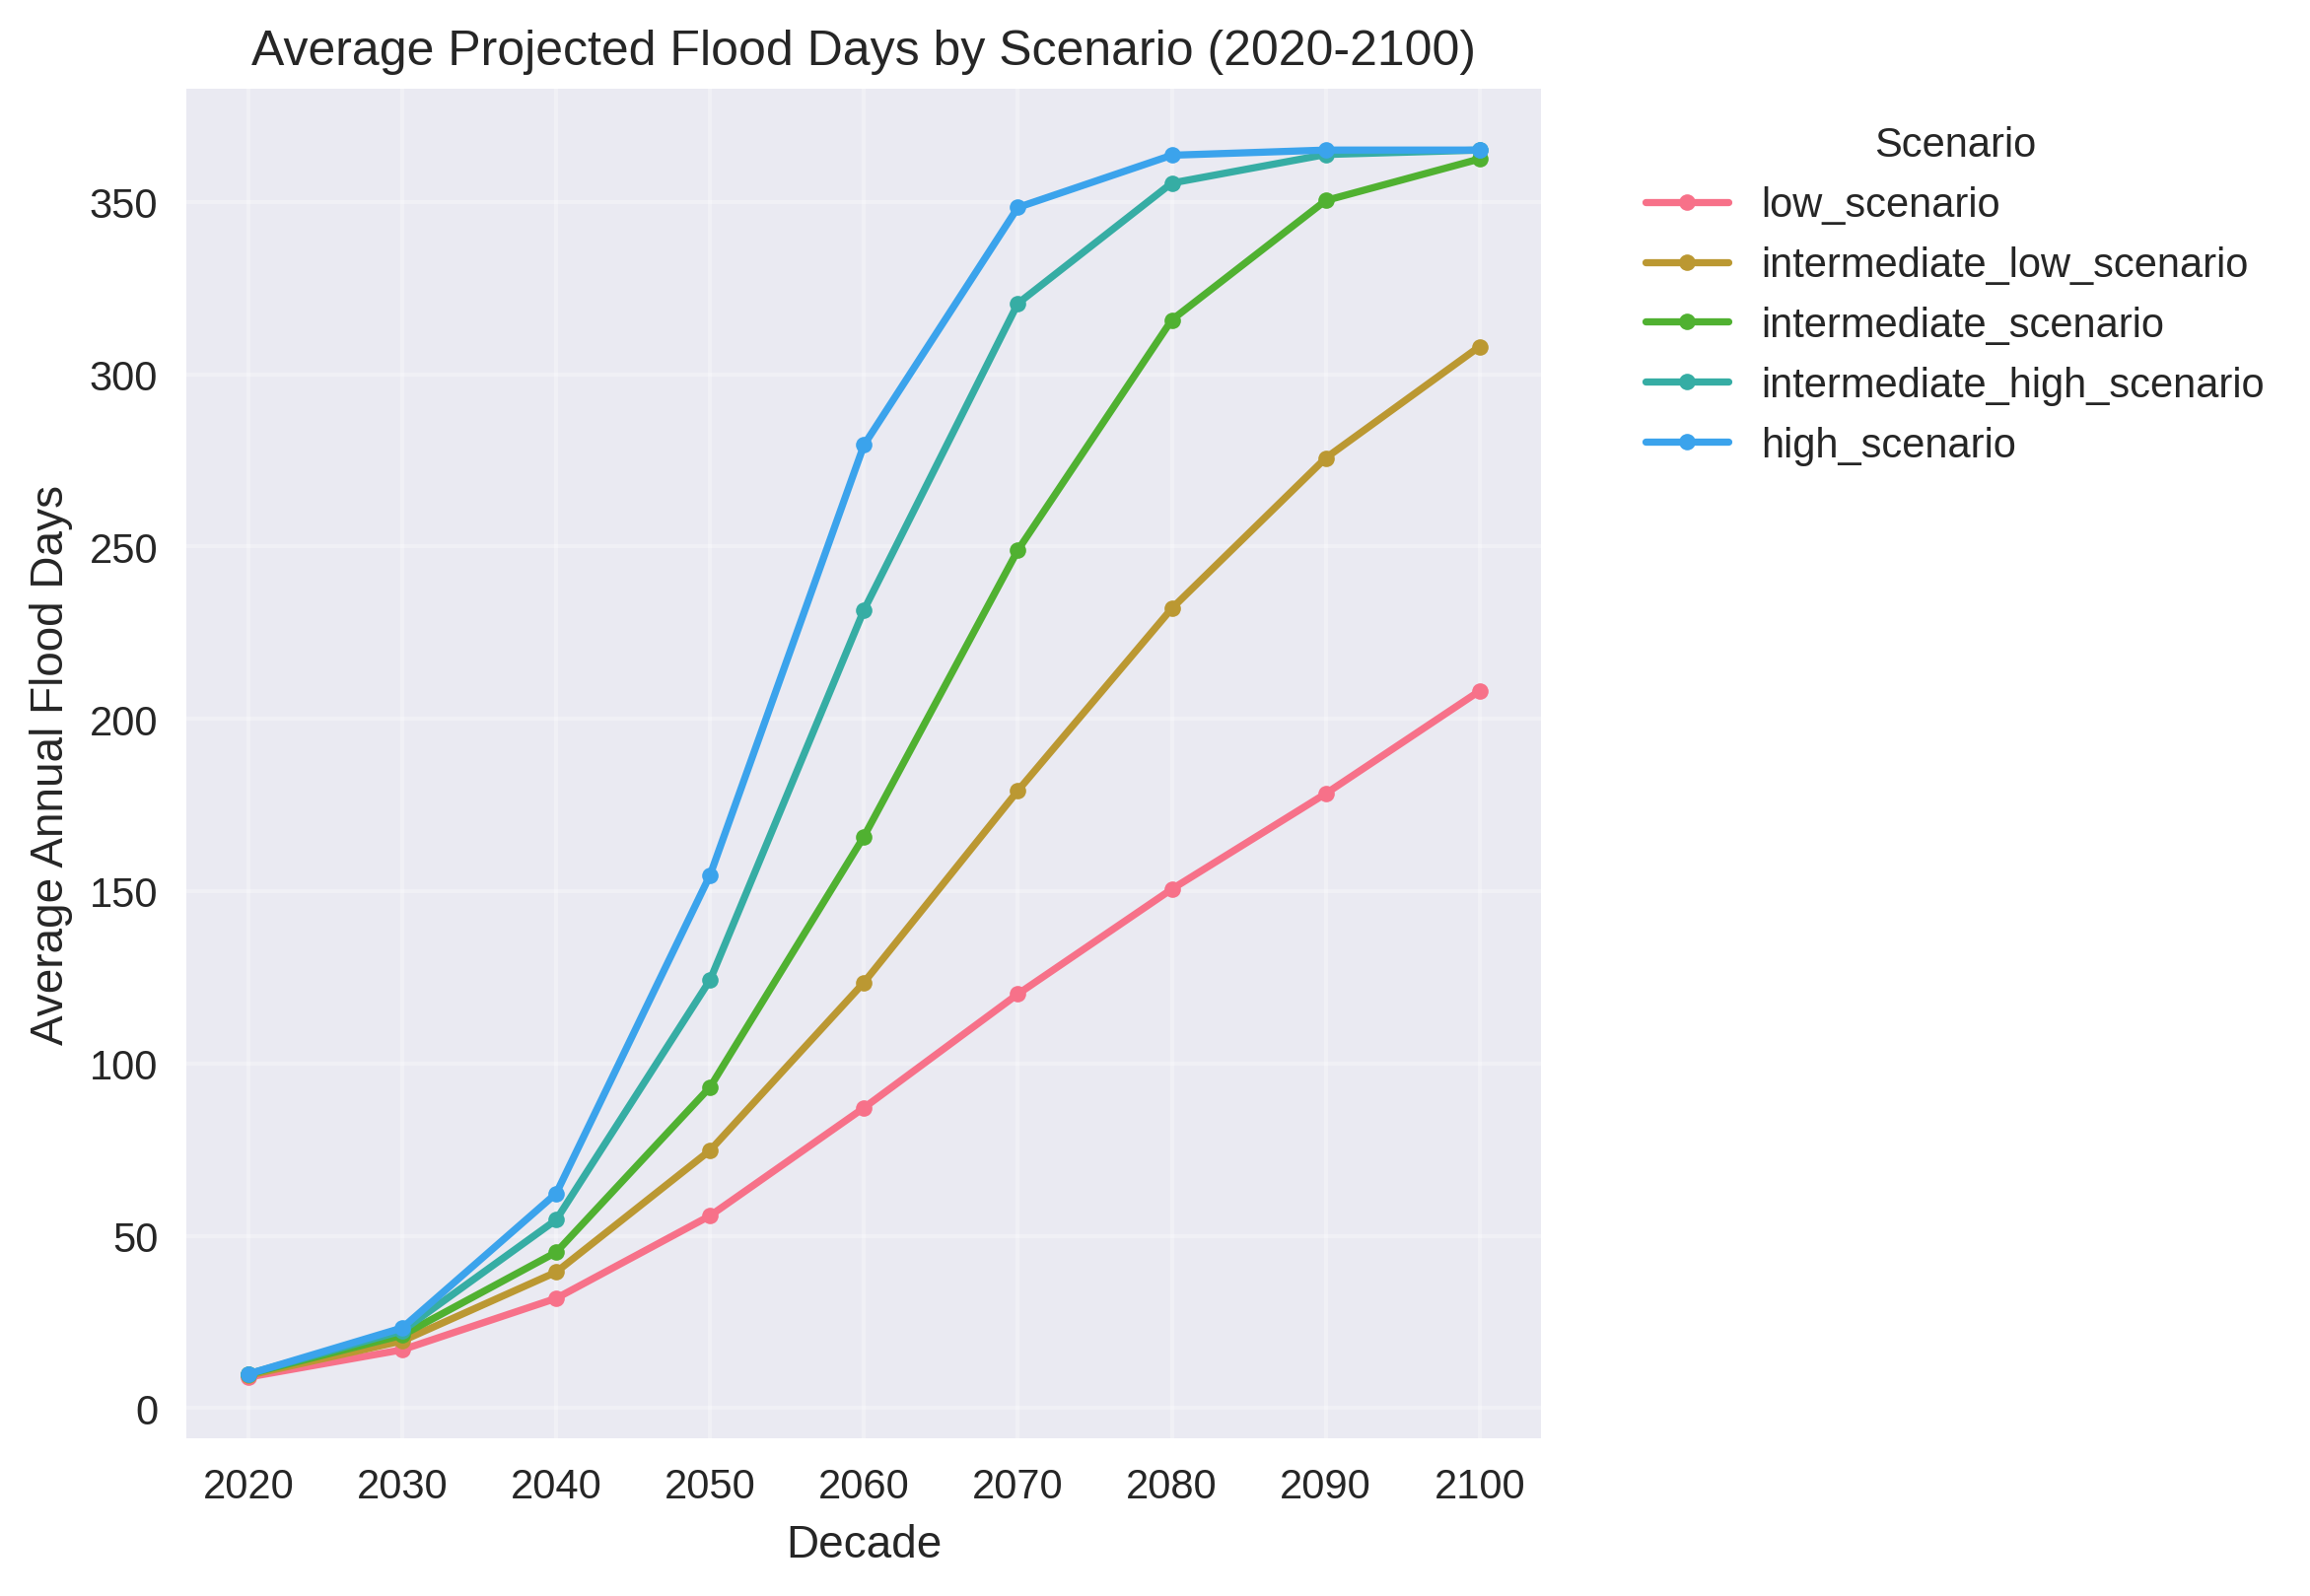 Average Projected Flood Days by Scenario (2020-2100)
Average Annual Flood Days
350
300
250
200
150
100
50
0
2020 2030 2040 2050 2060 2070 2080 2090 2100
Decade
Scenario
low_scenario
intermediate_low_scenario
intermediate_scenario
intermediate_high_scenario
high_scenario